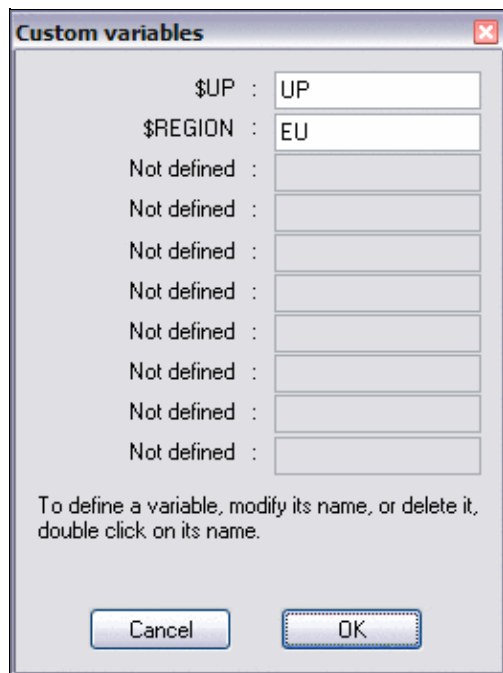 Custom variables
$UP : UP
$REGION : EU
Not defined :
Not defined :
Not defined :
Not defined :
Not defined :
Not defined :
Not defined :
Not defined :
To define a variable, modify its name, or delete it,
double click on its name.
Cancel OK